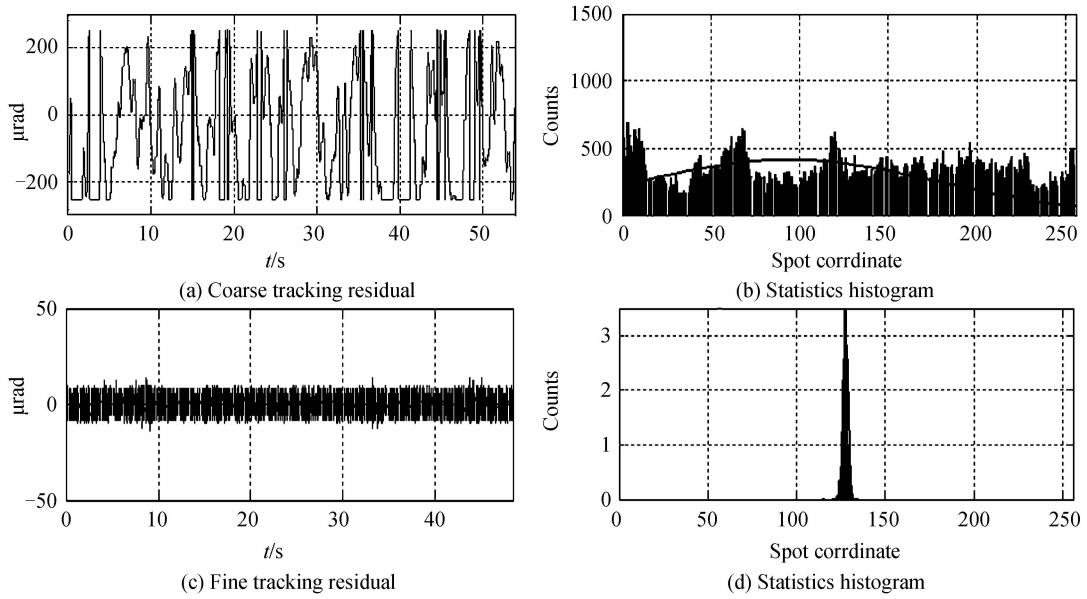 200
0
−200
μrad
0 10 20 30 40 50
t/s
(a) Coarse tracking residual
1500
1000
500
0
Counts
0 50 100 150 200 250
Spot corrdinate
(b) Statistics histogram
50
0
−50
μrad
0 10 20 30 40
t/s
(c) Fine tracking residual
3
2
1
0
Counts
0 50 100 150 200 250
Spot corrdinate
(d) Statistics histogram